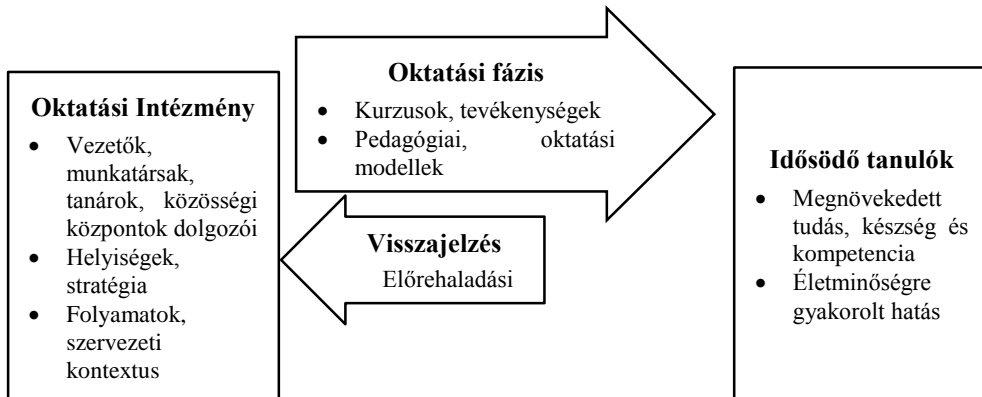 Oktatási Intézmény
• Vezetők,
munkatársak,
tanárok, közösségi
központok dolgozói
• Helyiségek,
stratégia
• Folyamatok,
szervezeti
kontextus
Oktatási fázis
• Kurzusok, tevékenységek
• Pedagógiai, oktatási
modellek
Visszajelzés
Előrehaladási
Idősödő tanulók
• Megnövekedett
tudás, készség és
kompetencia
• Életminőségre
gyakorolt hatás